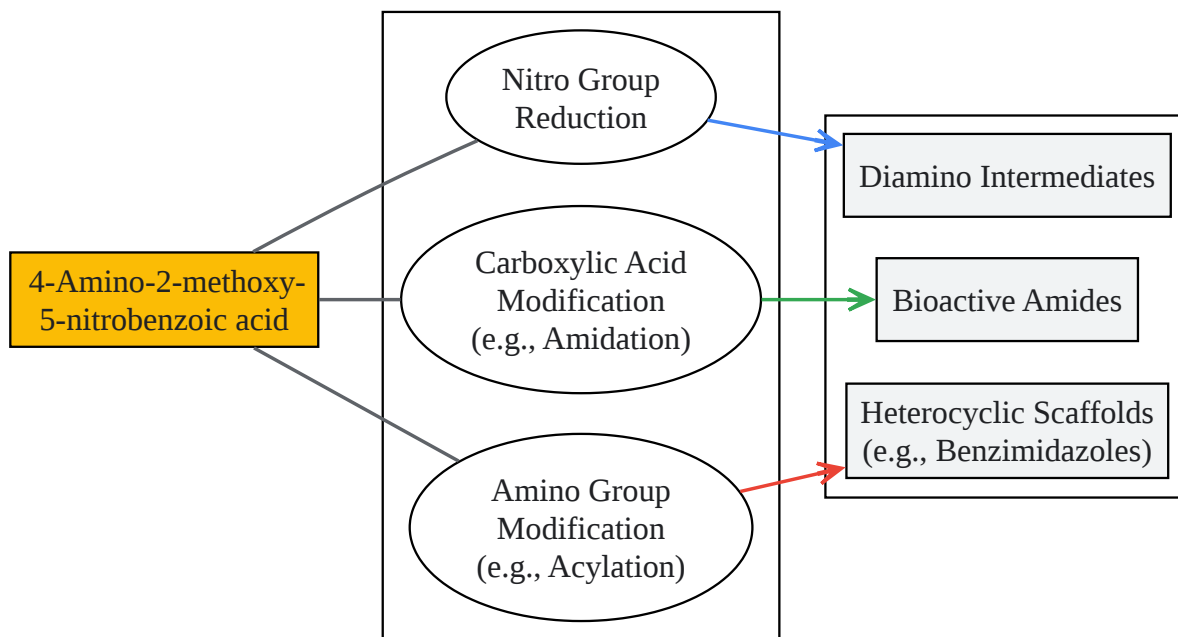 4-Amino-2-methoxy-
5-nitrobenzoic acid
Nitro Group
Reduction
Carboxylic Acid
Modification
(e.g., Amidation)
Amino Group
Modification
(e.g., Acylation)
Diamino Intermediates
Bioactive Amides
Heterocyclic Scaffolds
(e.g., Benzimidazoles)